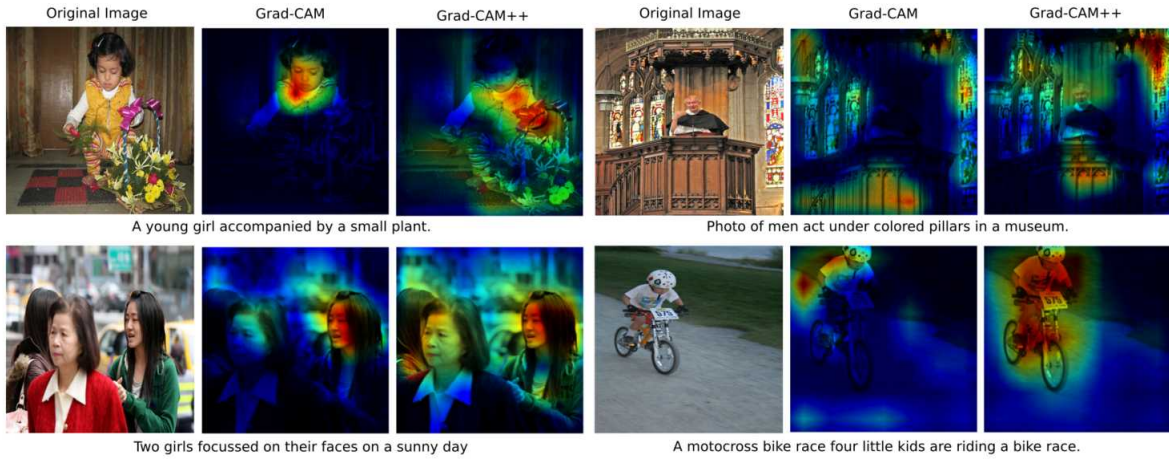 Original Image Grad-CAM Grad-CAM++ Original Image Grad-CAM Grad-CAM++
A young girl accompanied by a small plant.
Photo of men act under colored pillars in a museum.
Two girls focussed on their faces on a sunny day
A motocross bike race four little kids are riding a bike race.